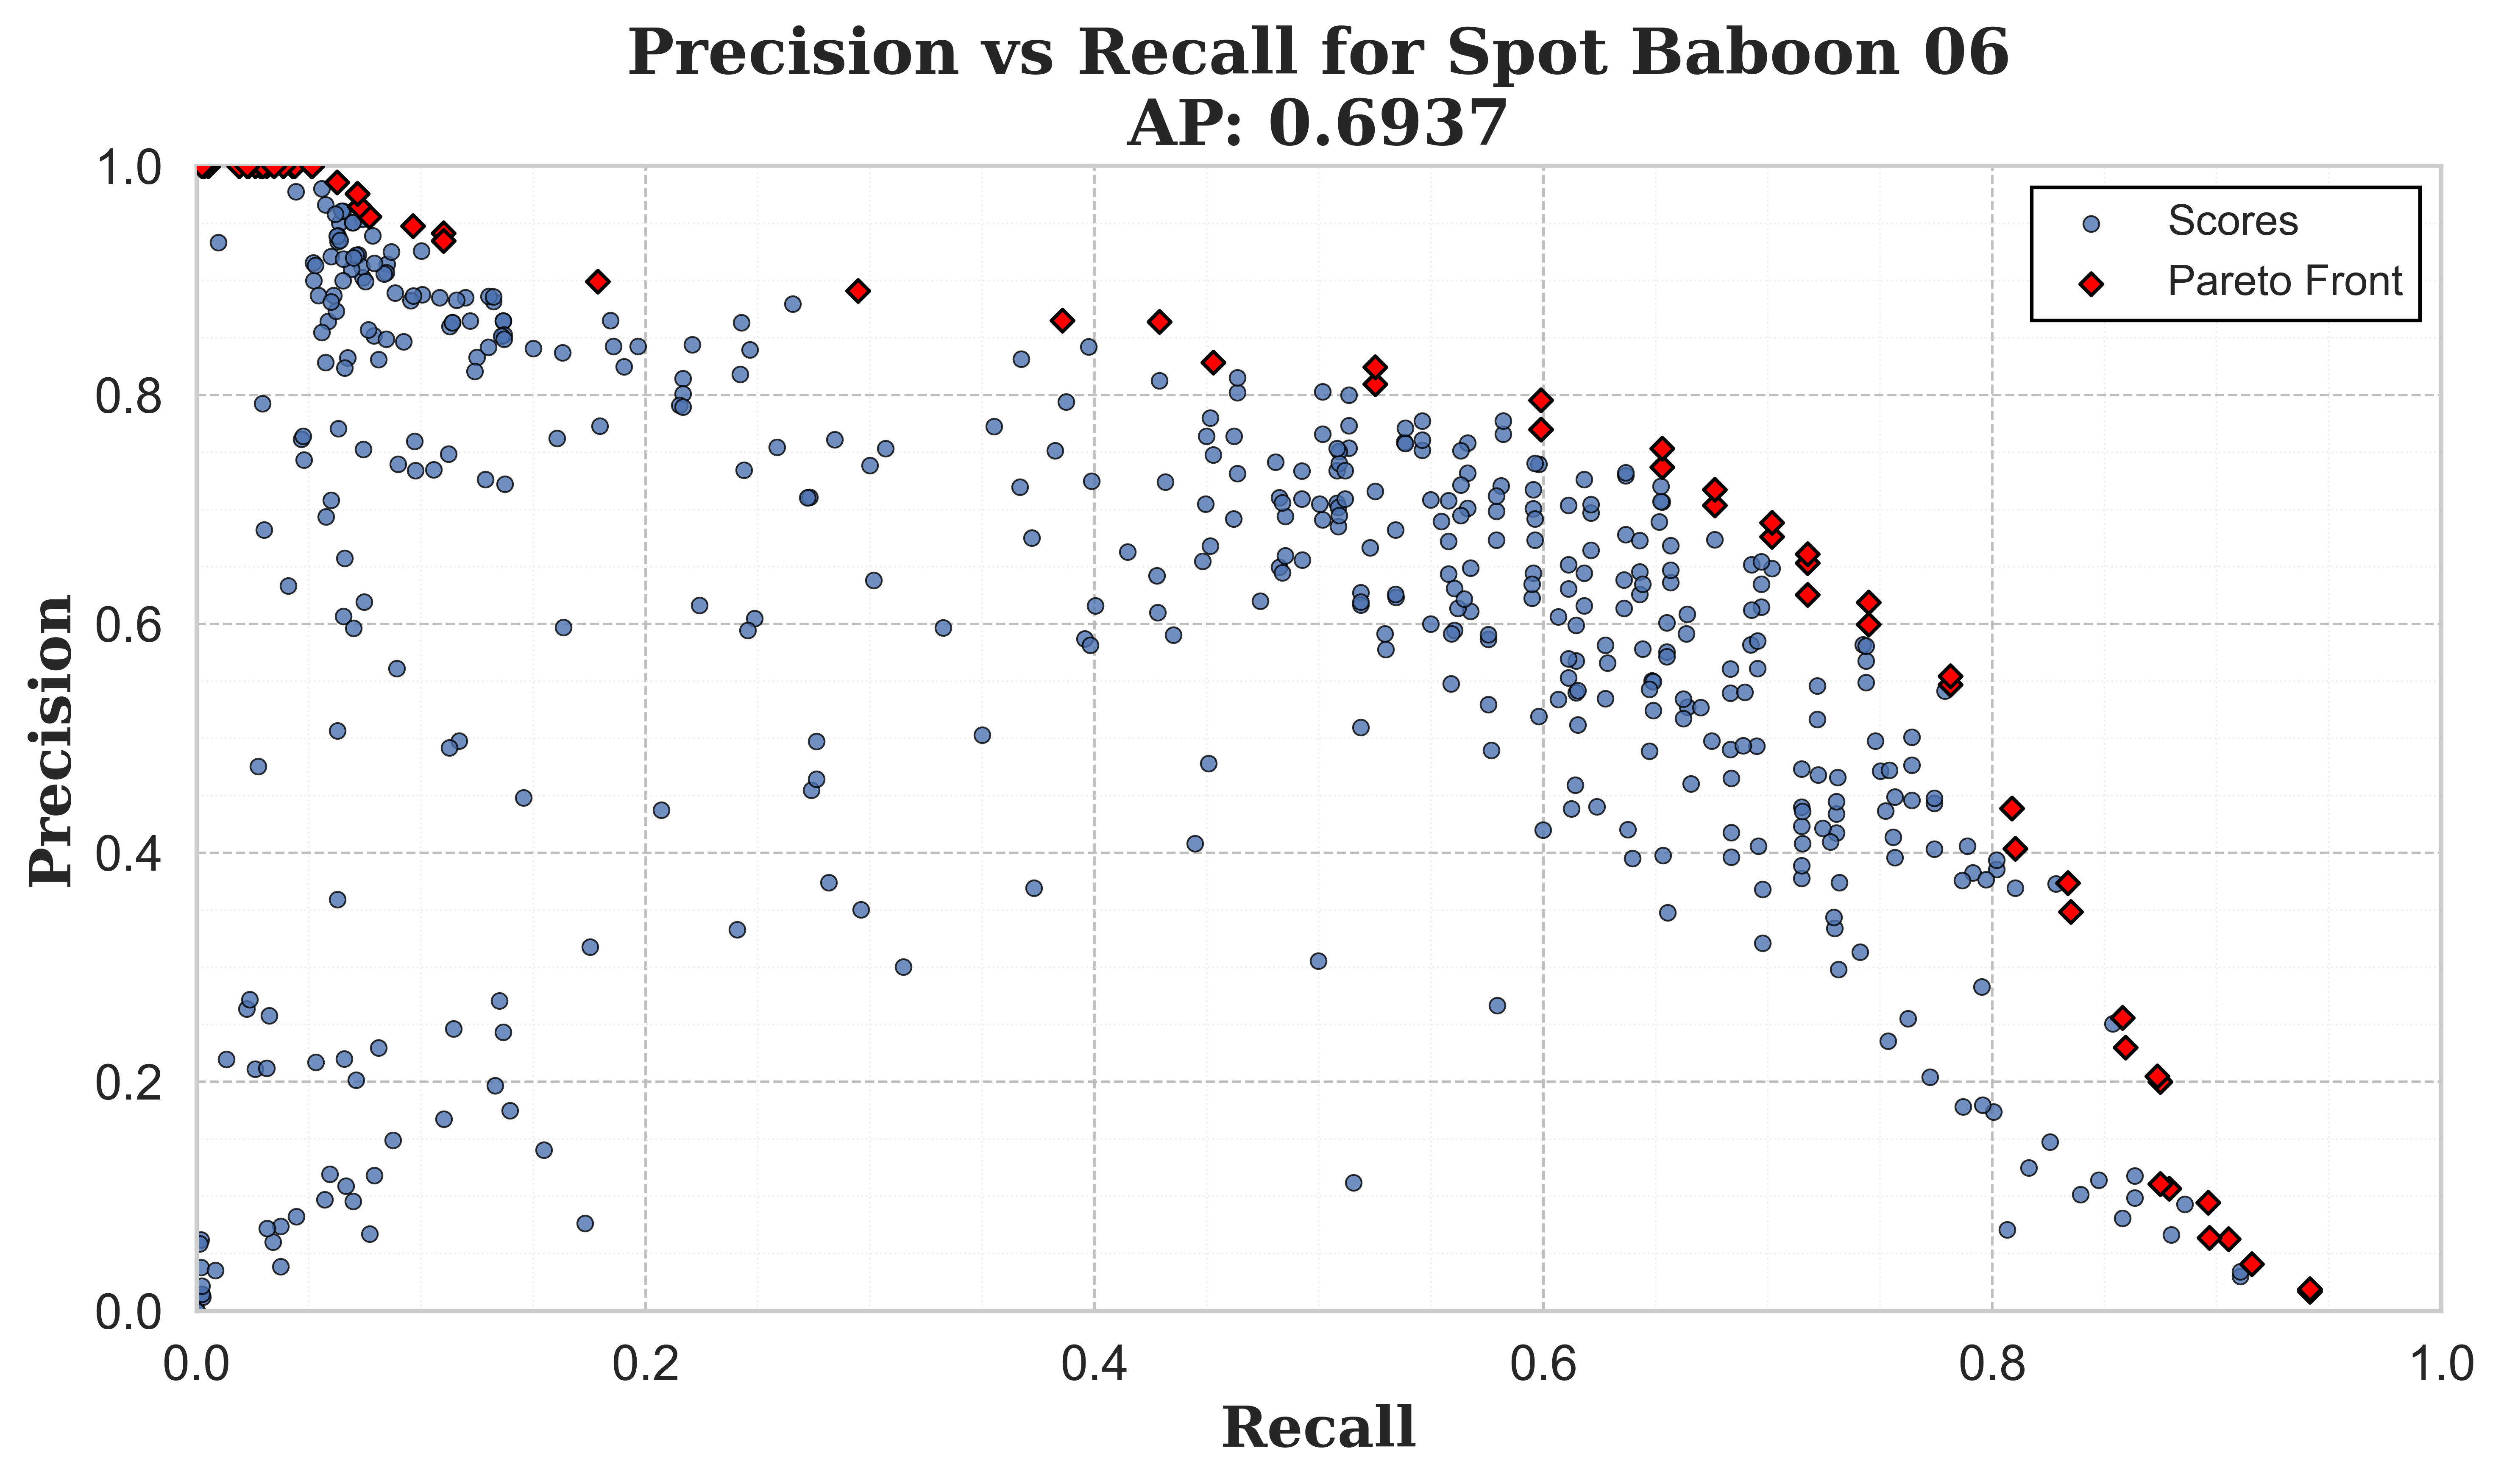 Precision vs Recall for Spot Baboon 06
AP: 0.6937
Scores
Pareto Front
Precision
1.0
0.8
0.6
0.4
0.2
0.0
0.0 0.2 0.4 0.6 0.8 1.0
Recall